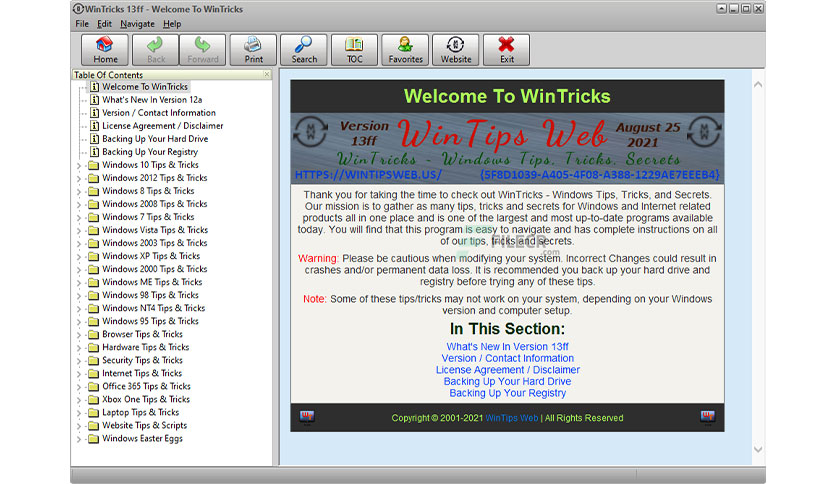 WinTricks 13ff - Welcome To WinTricks
File Edit Navigate Help
Home Back Forward Print Search TOC Favorites Website Exit
Table Of Contents
Welcome To WinTricks
What's New In Version 12a
Version / Contact Information
License Agreement / Disclaimer
Backing Up Your Hard Drive
Backing Up Your Registry
Windows 10 Tips & Tricks
Windows 2012 Tips & Tricks
Windows 8 Tips & Tricks
Windows 2008 Tips & Tricks
Windows 7 Tips & Tricks
Windows Vista Tips & Tricks
Windows 2003 Tips & Tricks
Windows XP Tips & Tricks
Windows 2000 Tips & Tricks
Windows ME Tips & Tricks
Windows 98 Tips & Tricks
Windows NT4 Tips & Tricks
Windows 95 Tips & Tricks
Browser Tips & Tricks
Hardware Tips & Tricks
Security Tips & Tricks
Internet Tips & Tricks
Office 365 Tips & Tricks
Xbox One Tips & Tricks
Laptop Tips & Tricks
Website Tips & Scripts
Windows Easter Eggs
Welcome To WinTricks
Version 13ff
WinTips Web
August 25 2021
WinTricks - Windows Tips, Tricks, Secrets
HTTPS://WINTIPSWEB.US/ {5F8D1039-A405-4F08-A388-1229AE7EEEB4}
Thank you for taking the time to check out WinTricks - Windows Tips, Tricks, and Secrets.
Our mission is to gather as many tips, tricks and secrets for Windows and Internet related
products all in one place and is one of the largest and most up-to-date programs available
today. You will find that this program is easy to navigate and has complete instructions on all
of our tips, tricks and secrets.
FILECR .com
Warning: Please be cautious when modifying your system. Incorrect Changes could result in
crashes and/or permanent data loss. It is recommended you back up your hard drive and
registry before trying any of these tips.
Note: Some of these tips/tricks may not work on your system, depending on your Windows
version and computer setup.
In This Section:
What's New In Version 13ff
Version / Contact Information
License Agreement / Disclaimer
Backing Up Your Hard Drive
Backing Up Your Registry
Copyright © 2001-2021 WinTips Web | All Rights Reserved